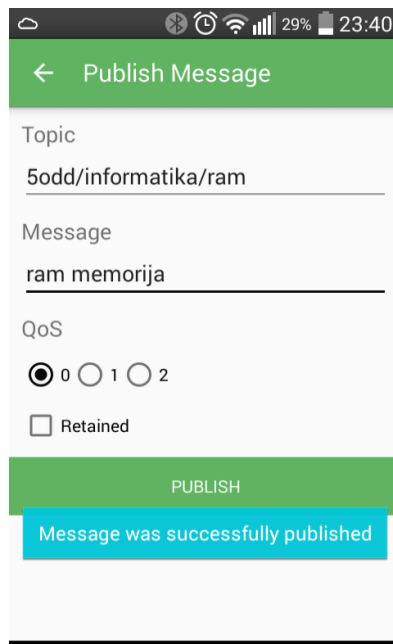 29% 23:40
Publish Message
Topic
5odd/informatika/ram
Message
ram memorija
QoS
0 1 2
Retained
PUBLISH
Message was successfully published